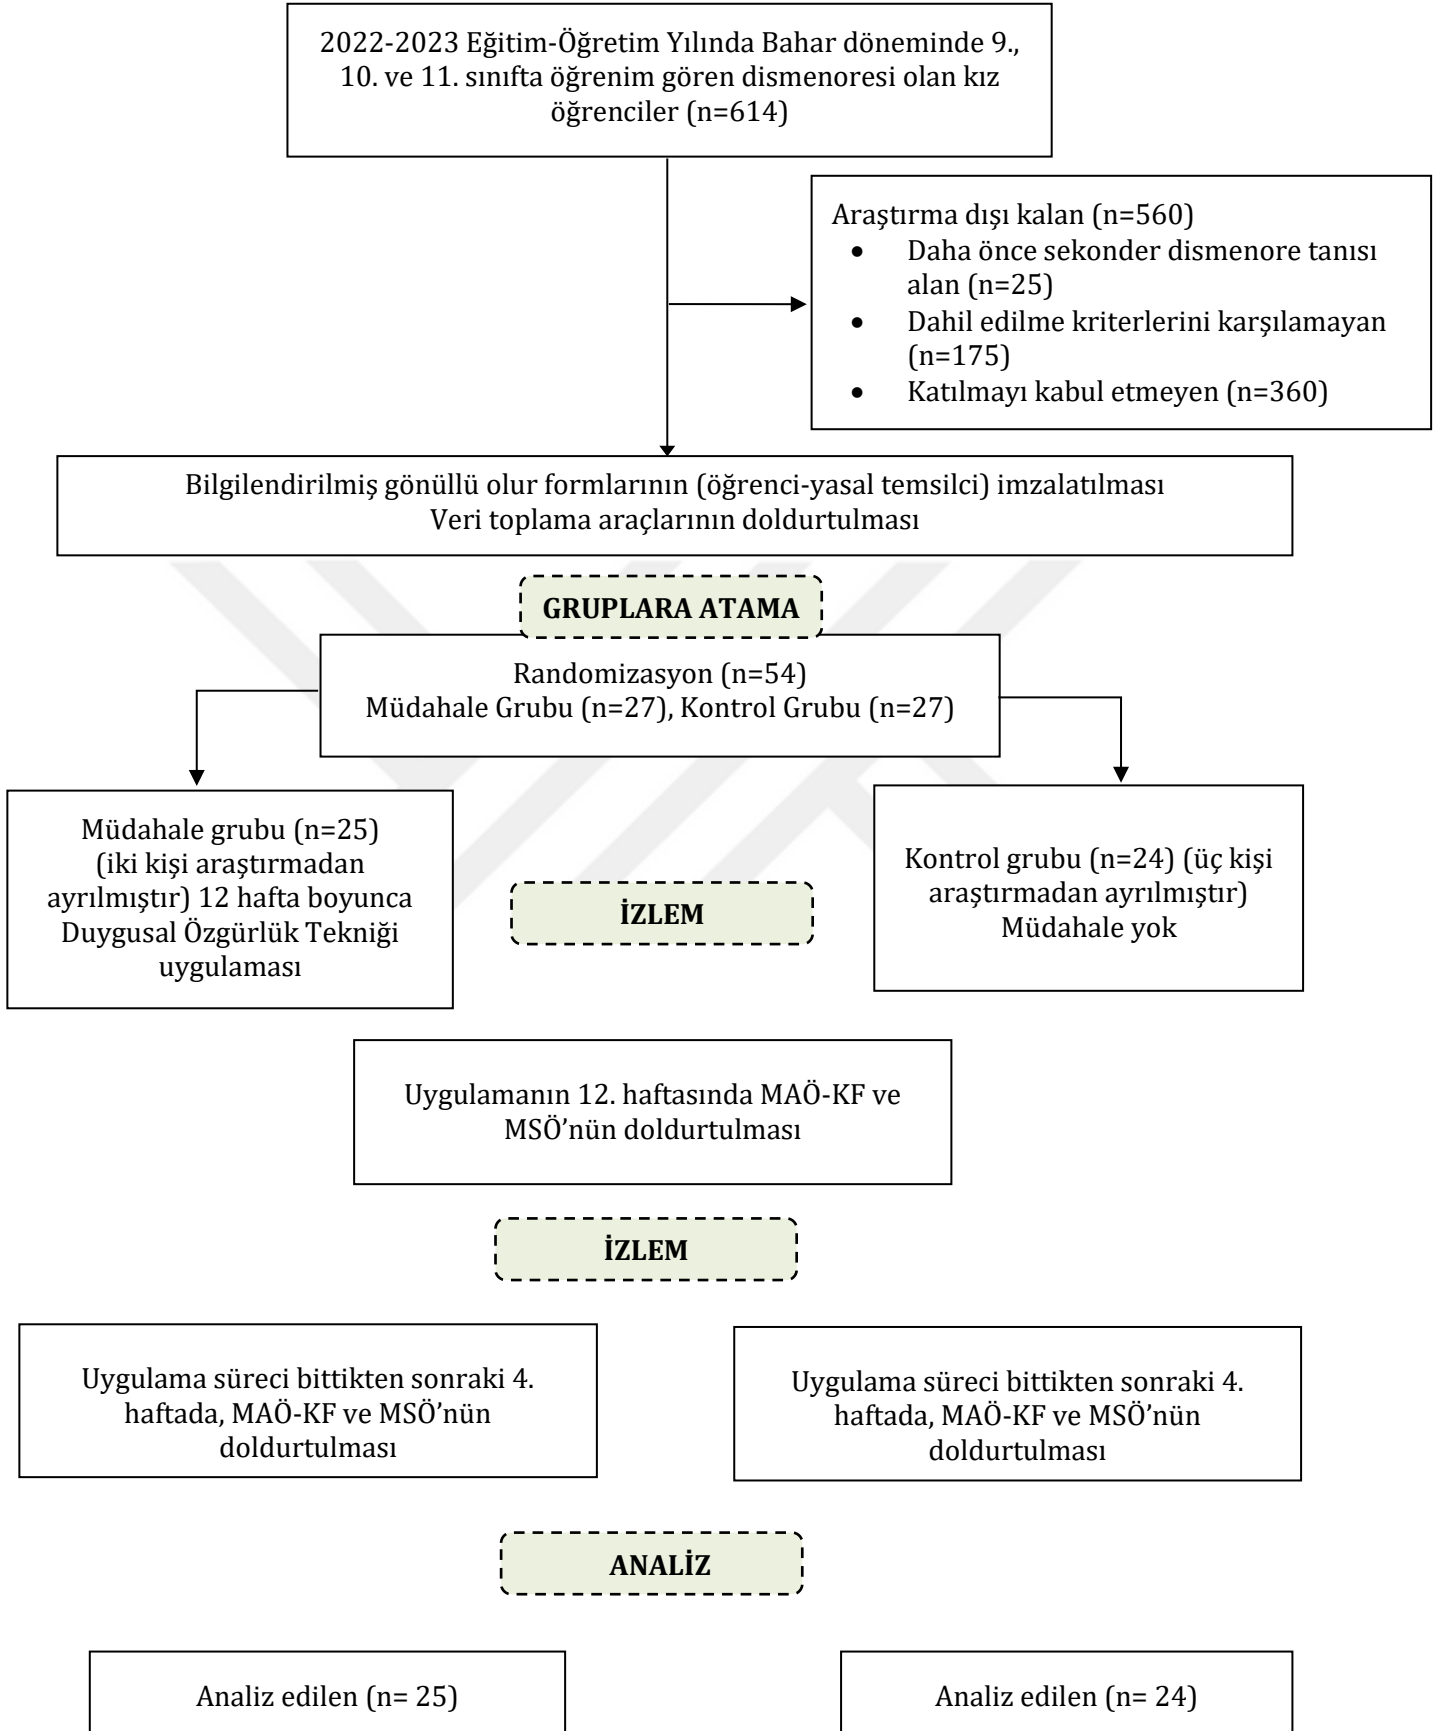 2022-2023 Eğitim-Öğretim Yılında Bahar döneminde 9.,
10. ve 11. sınıfta öğrenim gören dismenoresi olan kız
öğrenciler (n=614)
Araştırma dışı kalan (n=560)
• Daha önce sekonder dismenore tanısı
alan (n=25)
• Dahil edilme kriterlerini karşılamayan
(n=175)
• Katılmayı kabul etmeyen (n=360)
Bilgilendirilmiş gönüllü olur formlarının (öğrenci-yasal temsilci) imzalatılması
Veri toplama araçlarının doldurtulması
GRUPLARA ATAMA
Randomizasyon (n=54)
Müdahale Grubu (n=27), Kontrol Grubu (n=27)
Müdahale grubu (n=25)
(iki kişi araştırmadan
ayrılmıştır) 12 hafta boyunca
Duygusal Özgürlük Tekniği
uygulaması
Kontrol grubu (n=24) (üç kişi
araştırmadan ayrılmıştır)
Müdahale yok
İZLEM
Uygulamanın 12. haftasında MAÖ-KF ve
MSÖ’nün doldurtulması
İZLEM
Uygulama süreci bittikten sonraki 4.
haftada, MAÖ-KF ve MSÖ’nün
doldurtulması
Uygulama süreci bittikten sonraki 4.
haftada, MAÖ-KF ve MSÖ’nün
doldurtulması
ANALİZ
Analiz edilen (n= 25)
Analiz edilen (n= 24)